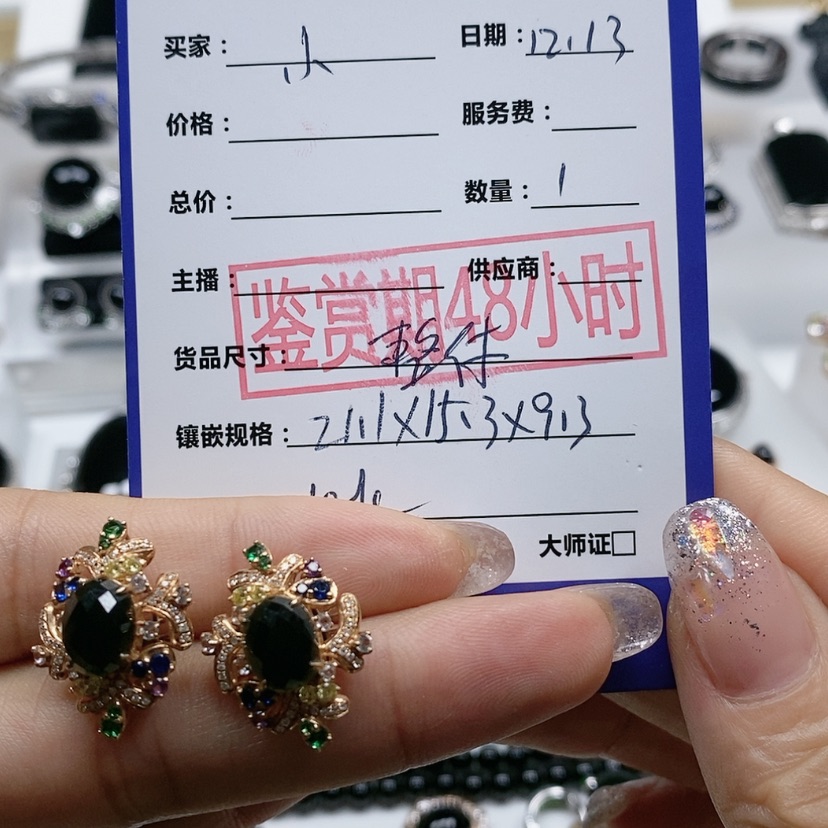 买家： 小 日期：12.13
价格： 服务费：
总价： 数量： 1
主播： 供应商：
鉴赏期48小时
货品尺寸： 整件
镶嵌规格： 21.1X15.3X9.3
大师证□